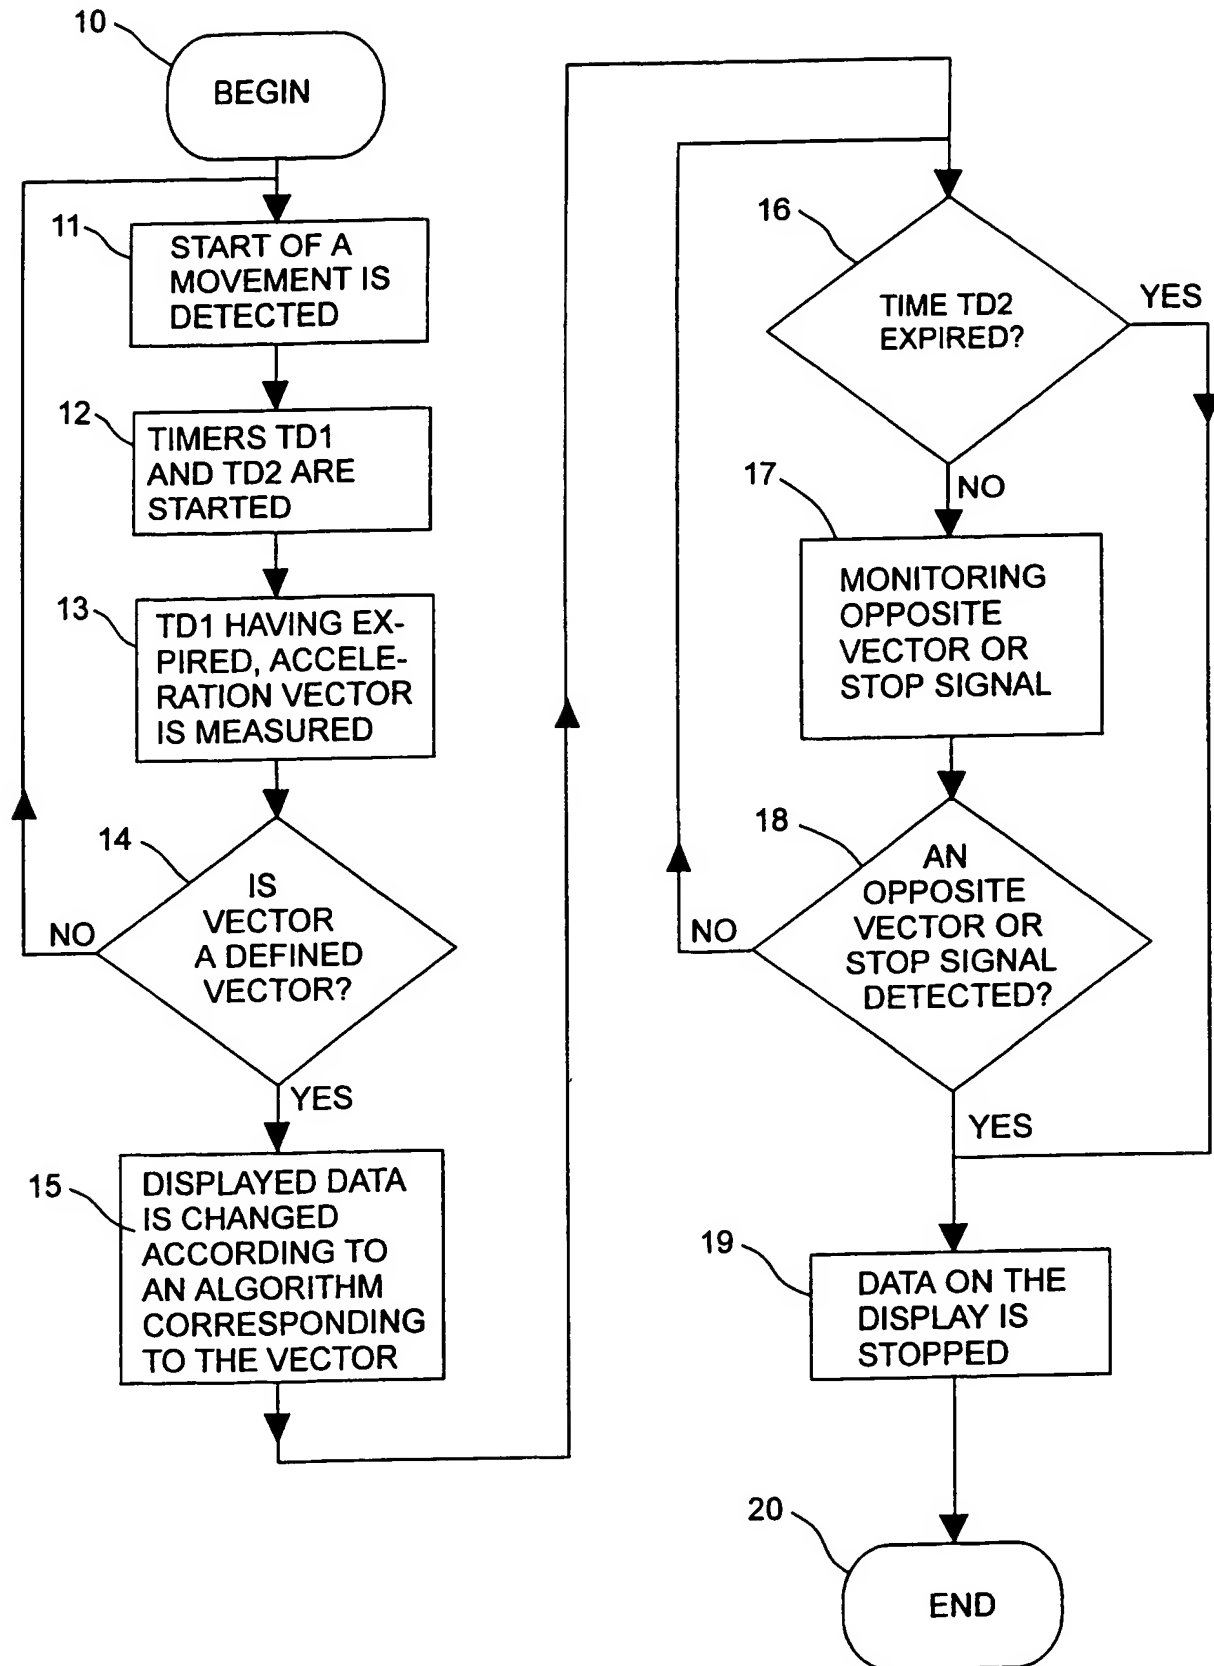 10
BEGIN
11
START OF A
MOVEMENT IS
DETECTED
12
TIMERS TD1
AND TD2 ARE
STARTED
13
TD1 HAVING EX-
PIRED, ACCELE-
RATION VECTOR
IS MEASURED
14
IS
VECTOR
A DEFINED
VECTOR?
NO
YES
15
DISPLAYED DATA
IS CHANGED
ACCORDING TO
AN ALGORITHM
CORRESPONDING
TO THE VECTOR
16
TIME TD2
EXPIRED?
YES
NO
17
MONITORING
OPPOSITE
VECTOR OR
STOP SIGNAL
18
AN
OPPOSITE
VECTOR OR
STOP SIGNAL
DETECTED?
NO
YES
19
DATA ON THE
DISPLAY IS
STOPPED
20
END